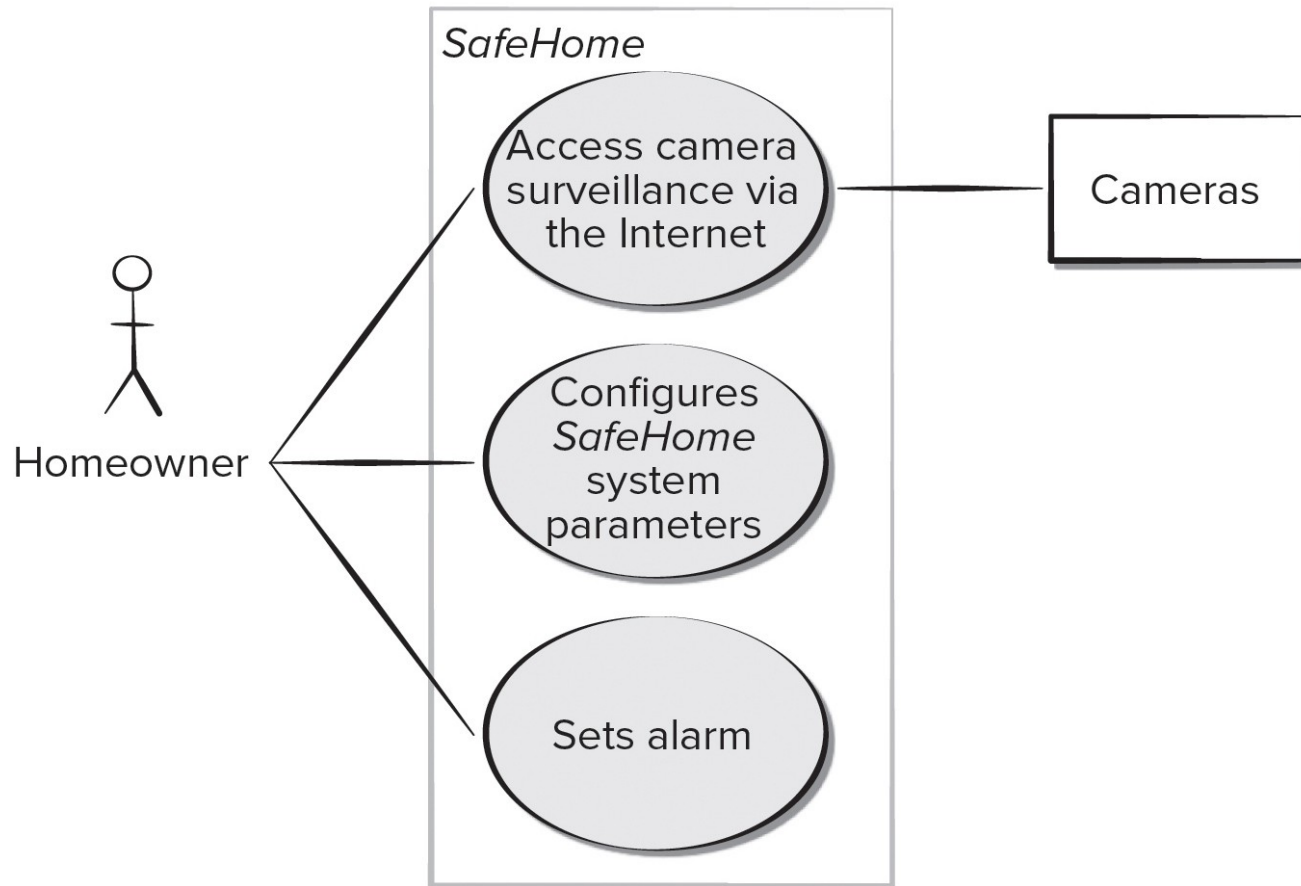 SafeHome
Access camera
surveillance via
the Internet
Cameras
Homeowner
Configures
SafeHome
system
parameters
Sets alarm